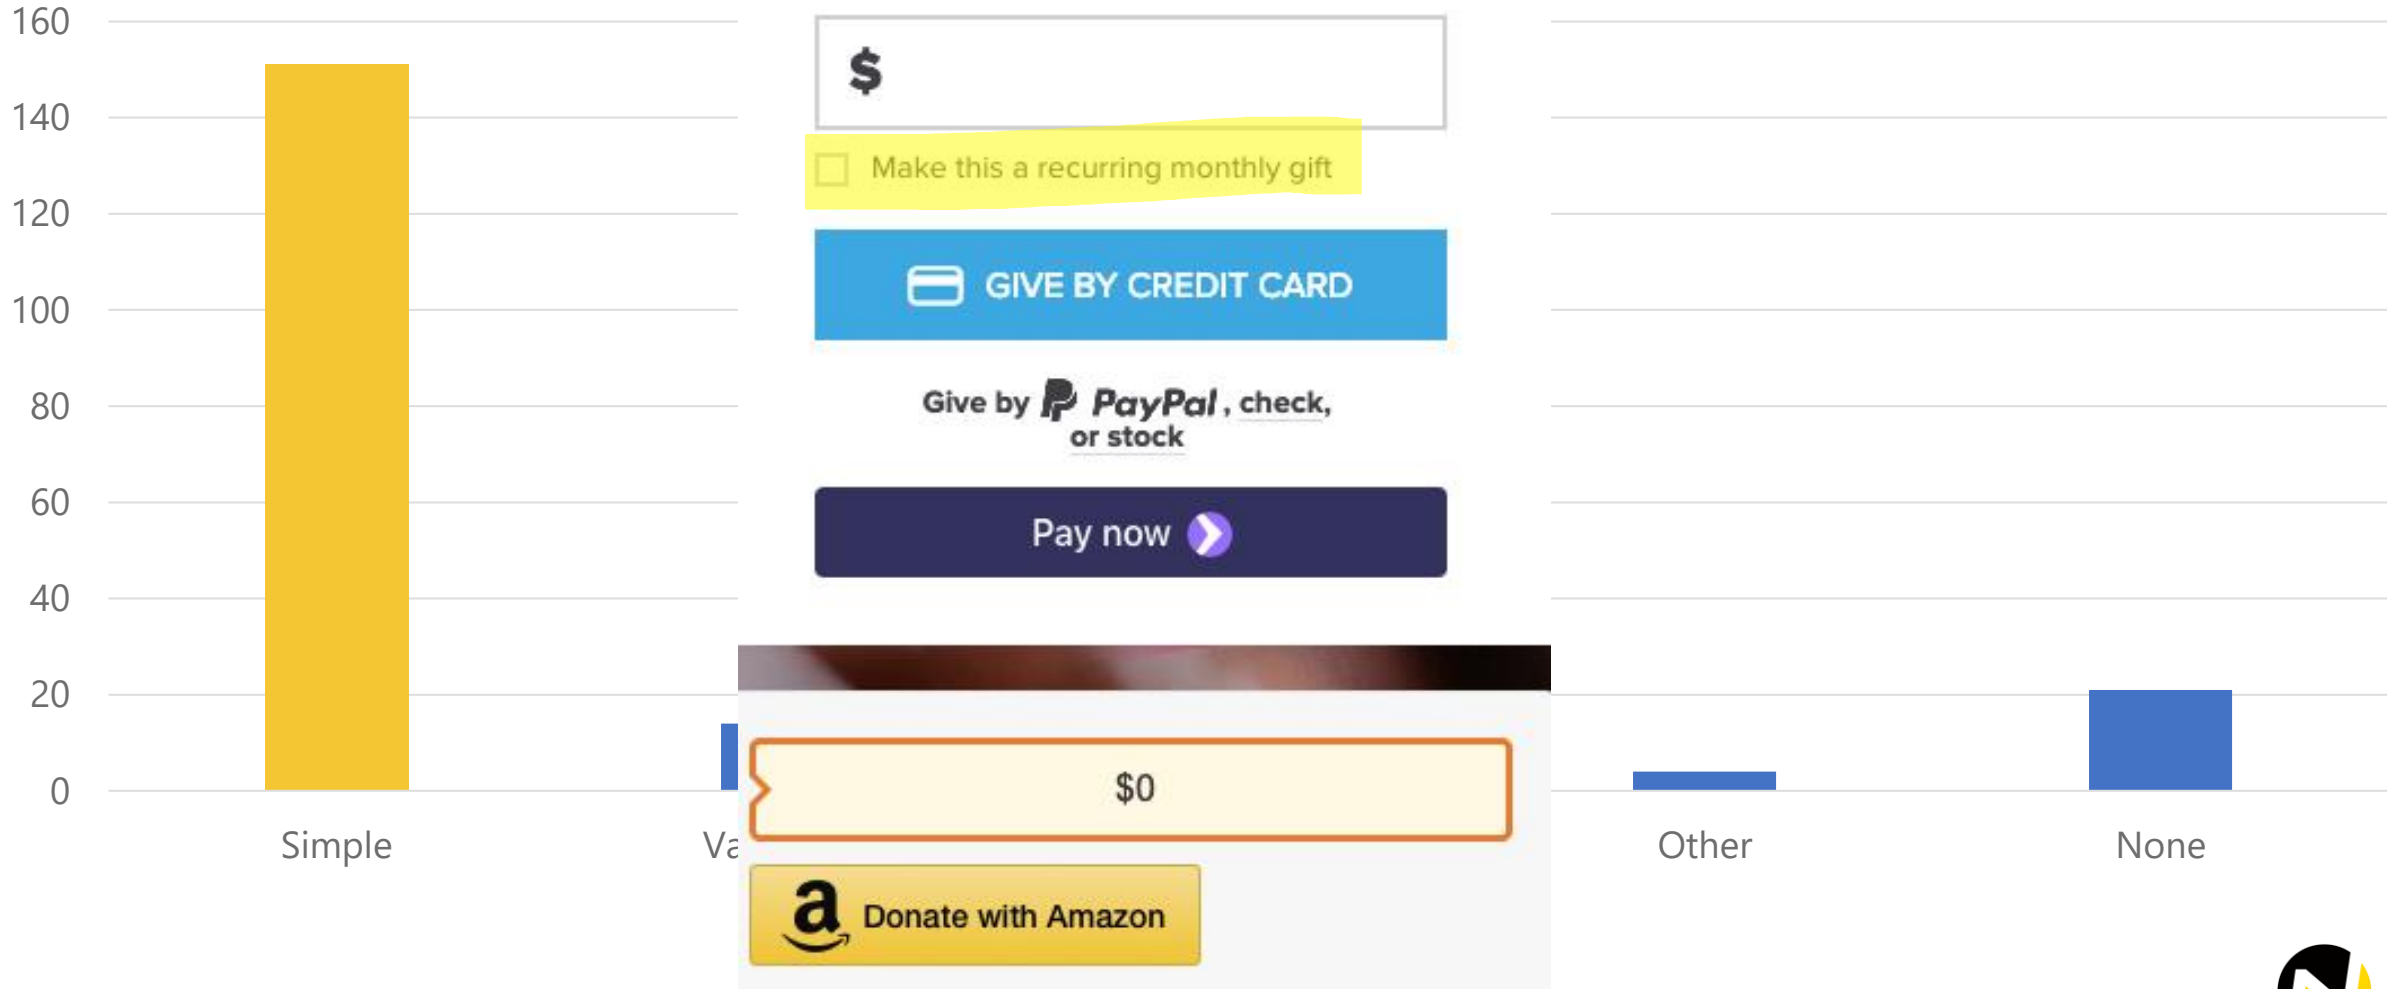 160
140
120
100
80
60
40
20
0
$
Make this a recurring monthly gift
GIVE BY CREDIT CARD
Give by PayPal, check,
or stock
Pay now
$0
Donate with Amazon
Simple
Other
None